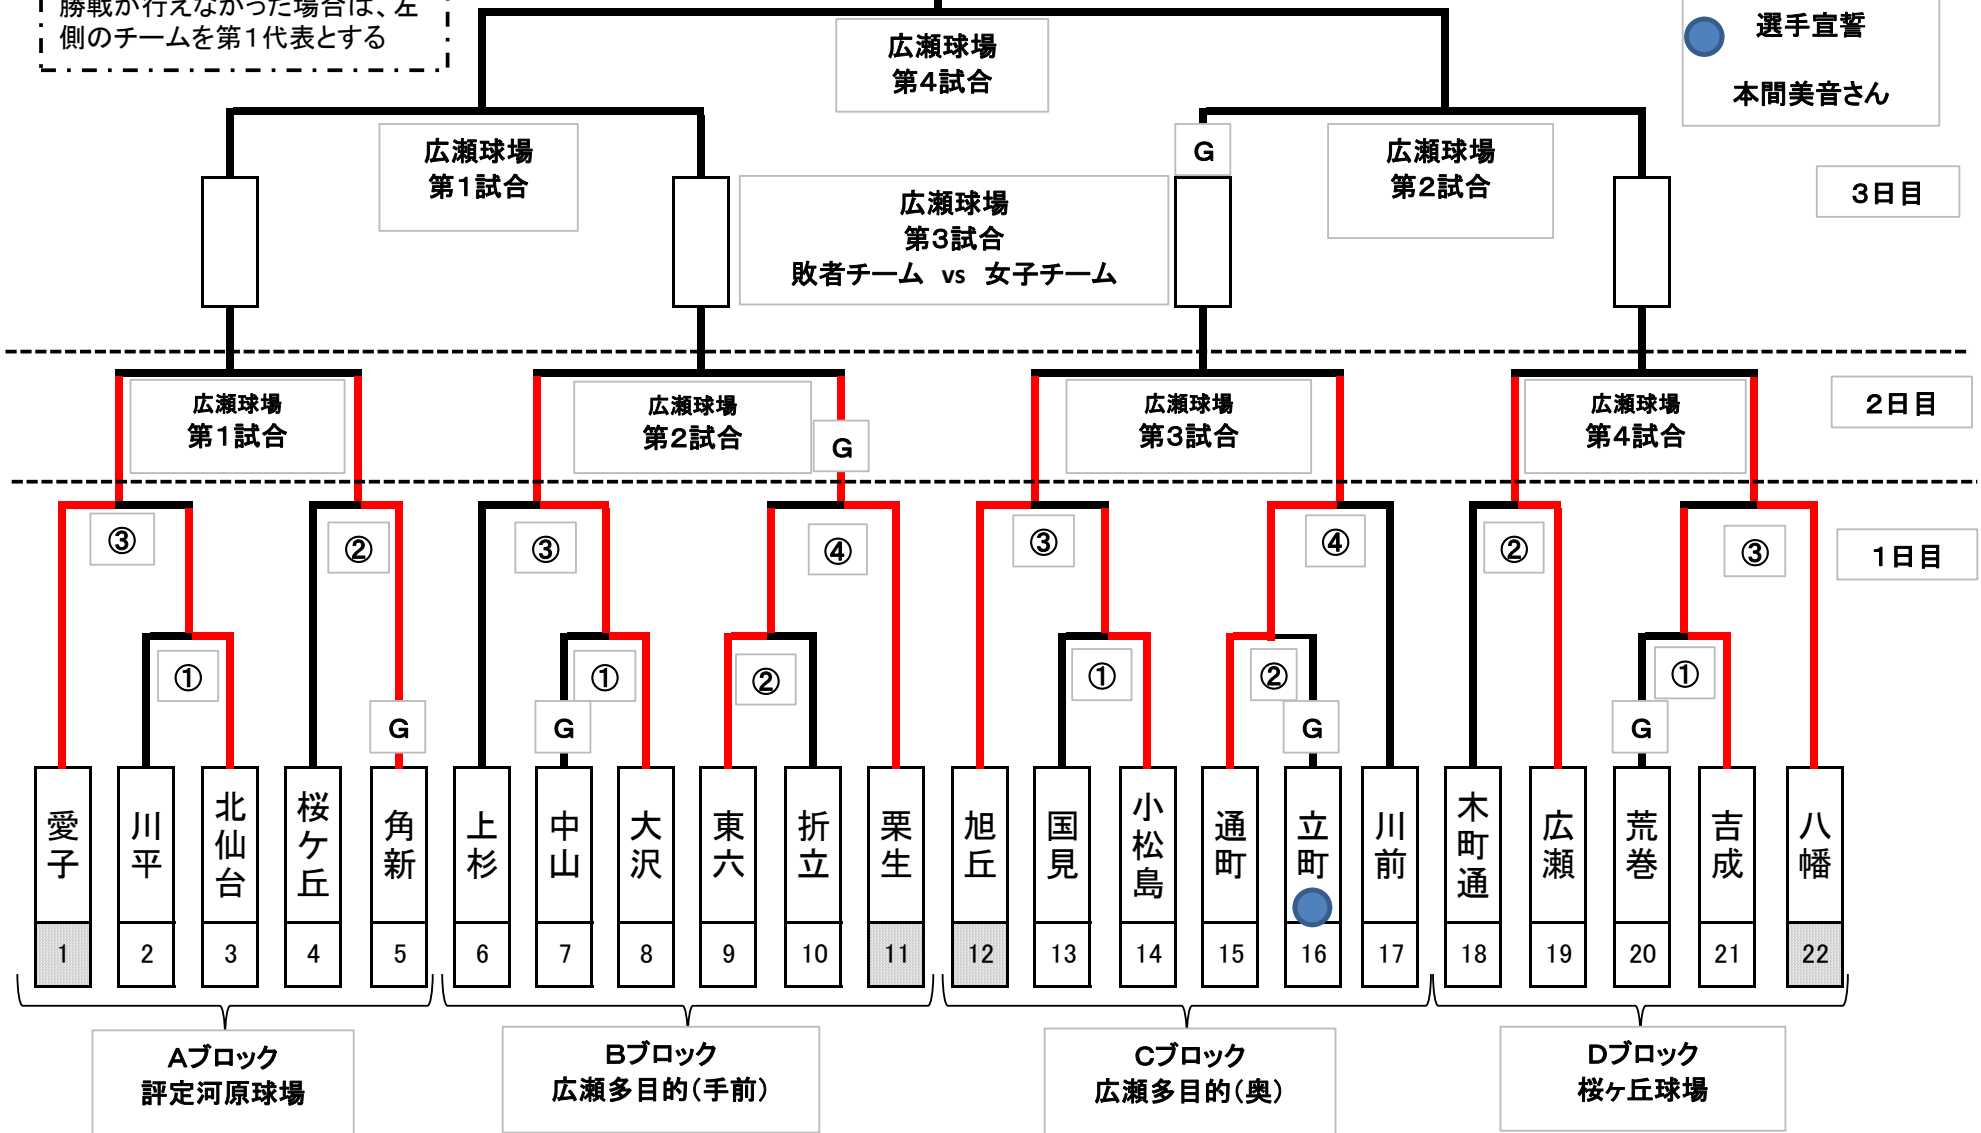 勝戦が行えなかった場合は、左
側のチームを第1代表とする
選手宣誓
本間美音さん
広瀬球場
第4試合
広瀬球場
第1試合
G
広瀬球場
第2試合
広瀬球場
第3試合
敗者チーム vs 女子チーム
3日目
広瀬球場
第1試合
広瀬球場
第2試合
G
広瀬球場
第3試合
広瀬球場
第4試合
2日目
③
②
③
④
③
④
②
③
1日目
①
①
②
①
②
①
G
G
G
G
愛子
川平
北仙台
桜ケ丘
角新
上杉
中山
大沢
東六
折立
栗生
旭丘
国見
小松島
通町
立町
川前
木町通
広瀬
荒巻
吉成
八幡
1
2
3
4
5
6
7
8
9
10
11
12
13
14
15
16
17
18
19
20
21
22
Aブロック
評定河原球場
Bブロック
広瀬多目的(手前)
Cブロック
広瀬多目的(奥)
Dブロック
桜ヶ丘球場